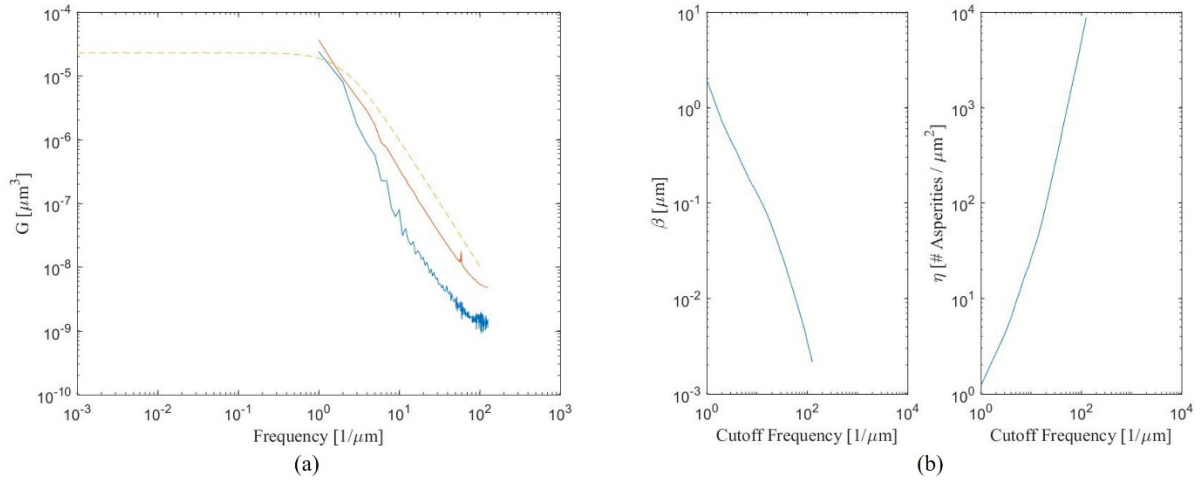 10^-4
10^-5
10^-6
10^-7
10^-8
10^-9
10^-10
G [μm^3]
10^-3 10^-2 10^-1 10^0 10^1 10^2 10^3
Frequency [1/μm]
(a)
10^1
10^0
10^-1
10^-2
10^-3
β [μm]
10^0 10^2 10^4
Cutoff Frequency [1/μm]
10^4
10^3
10^2
10^1
10^0
η [# Asperities / μm^2]
10^0 10^2 10^4
Cutoff Frequency [1/μm]
(b)